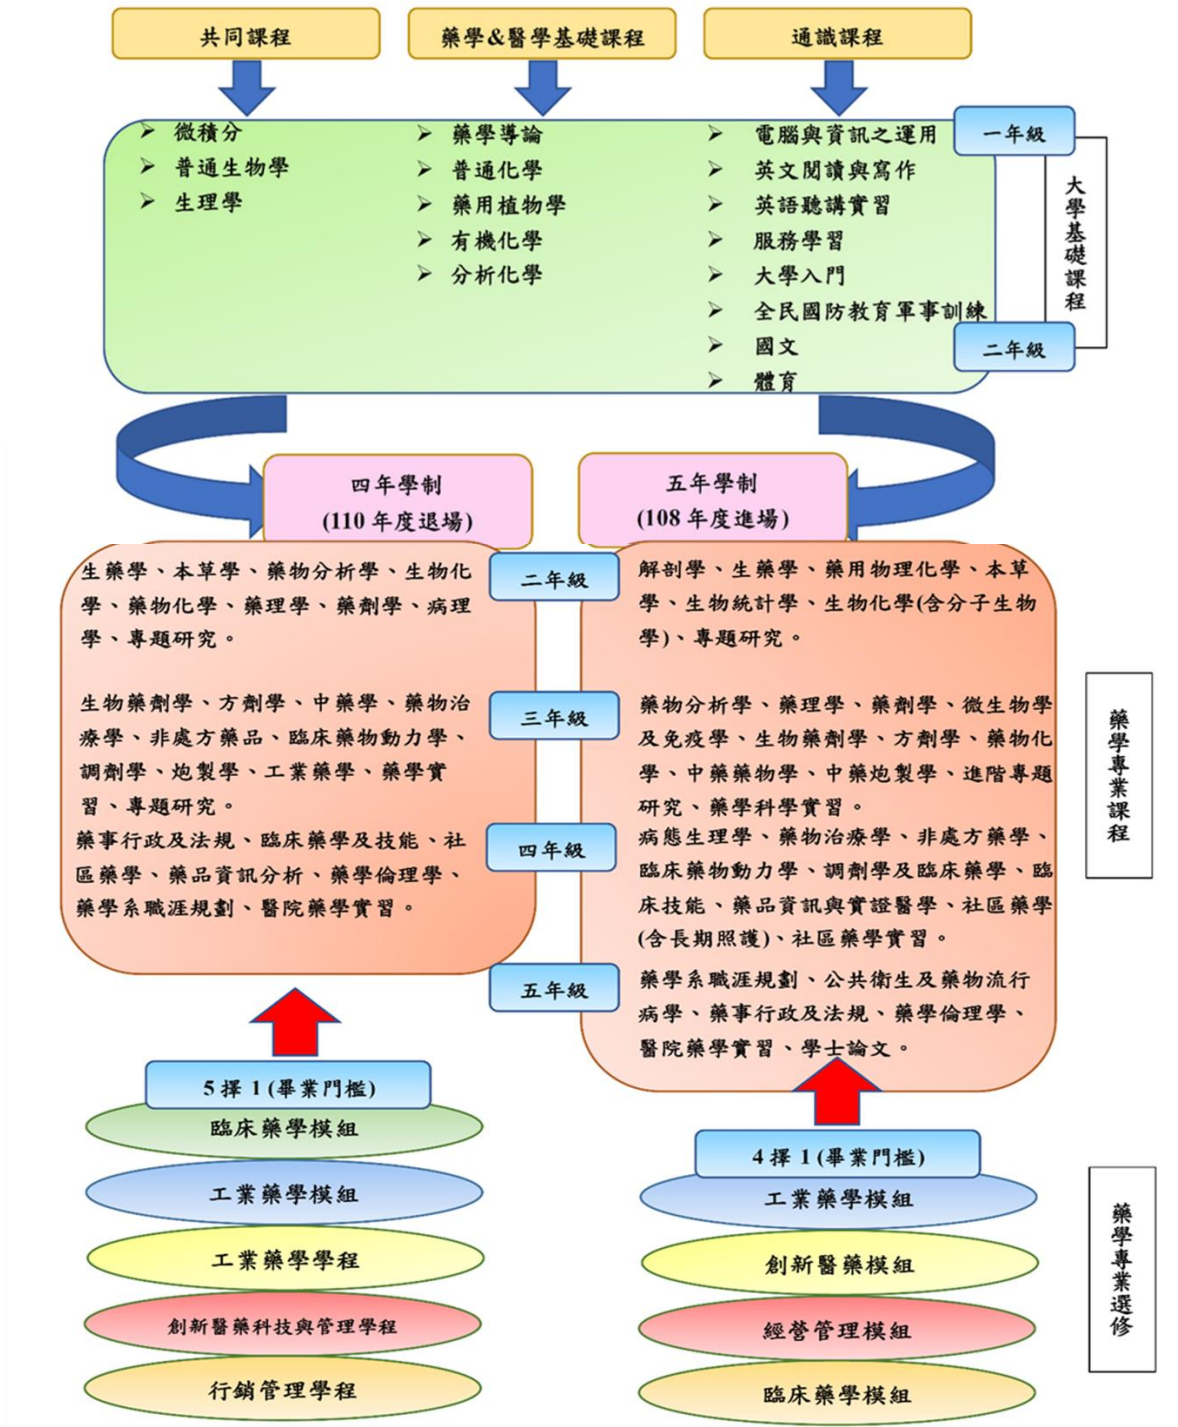 共同課程
藥學&醫學基礎課程
通識課程
微積分
普通生物學
生理學
藥學導論
普通化學
藥用植物學
有機化學
分析化學
電腦與資訊之運用
英文閱讀與寫作
英語聽講實習
服務學習
大學入門
全民國防教育軍事訓練
國文
體育
一年級
二年級
大學基礎課程
四年學制
(110 年度退場)
五年學制
(108 年度進場)
生藥學、本草學、藥物分析學、生物化
學、藥物化學、藥理學、藥劑學、病理
學、專題研究。
生物藥劑學、方劑學、中藥學、藥物治
療學、非處方藥品、臨床藥物動力學、
調劑學、炮製學、工業藥學、藥學實
習、專題研究。
藥事行政及法規、臨床藥學及技能、社
區藥學、藥品資訊分析、藥學倫理學、
藥學系職涯規劃、醫院藥學實習。
二年級
三年級
四年級
五年級
解剖學、生藥學、藥用物理化學、本草
學、生物統計學、生物化學(含分子生物
學)、專題研究。
藥物分析學、藥理學、藥劑學、微生物學
及免疫學、生物藥劑學、方劑學、藥物化
學、中藥藥物學、中藥炮製學、進階專題
研究、藥學科學實習。
病態生理學、藥物治療學、非處方藥學、
臨床藥物動力學、調劑學及臨床藥學、臨
床技能、藥品資訊與實證醫學、社區藥學
(含長期照護)、社區藥學實習。
藥學系職涯規劃、公共衛生及藥物流行
病學、藥事行政及法規、藥學倫理學、
醫院藥學實習、學士論文。
藥學專業課程
5 擇 1 (畢業門檻)
臨床藥學模組
工業藥學模組
工業藥學學程
創新醫藥科技與管理學程
行銷管理學程
4 擇 1 (畢業門檻)
工業藥學模組
創新醫藥模組
經營管理模組
臨床藥學模組
藥學專業選修